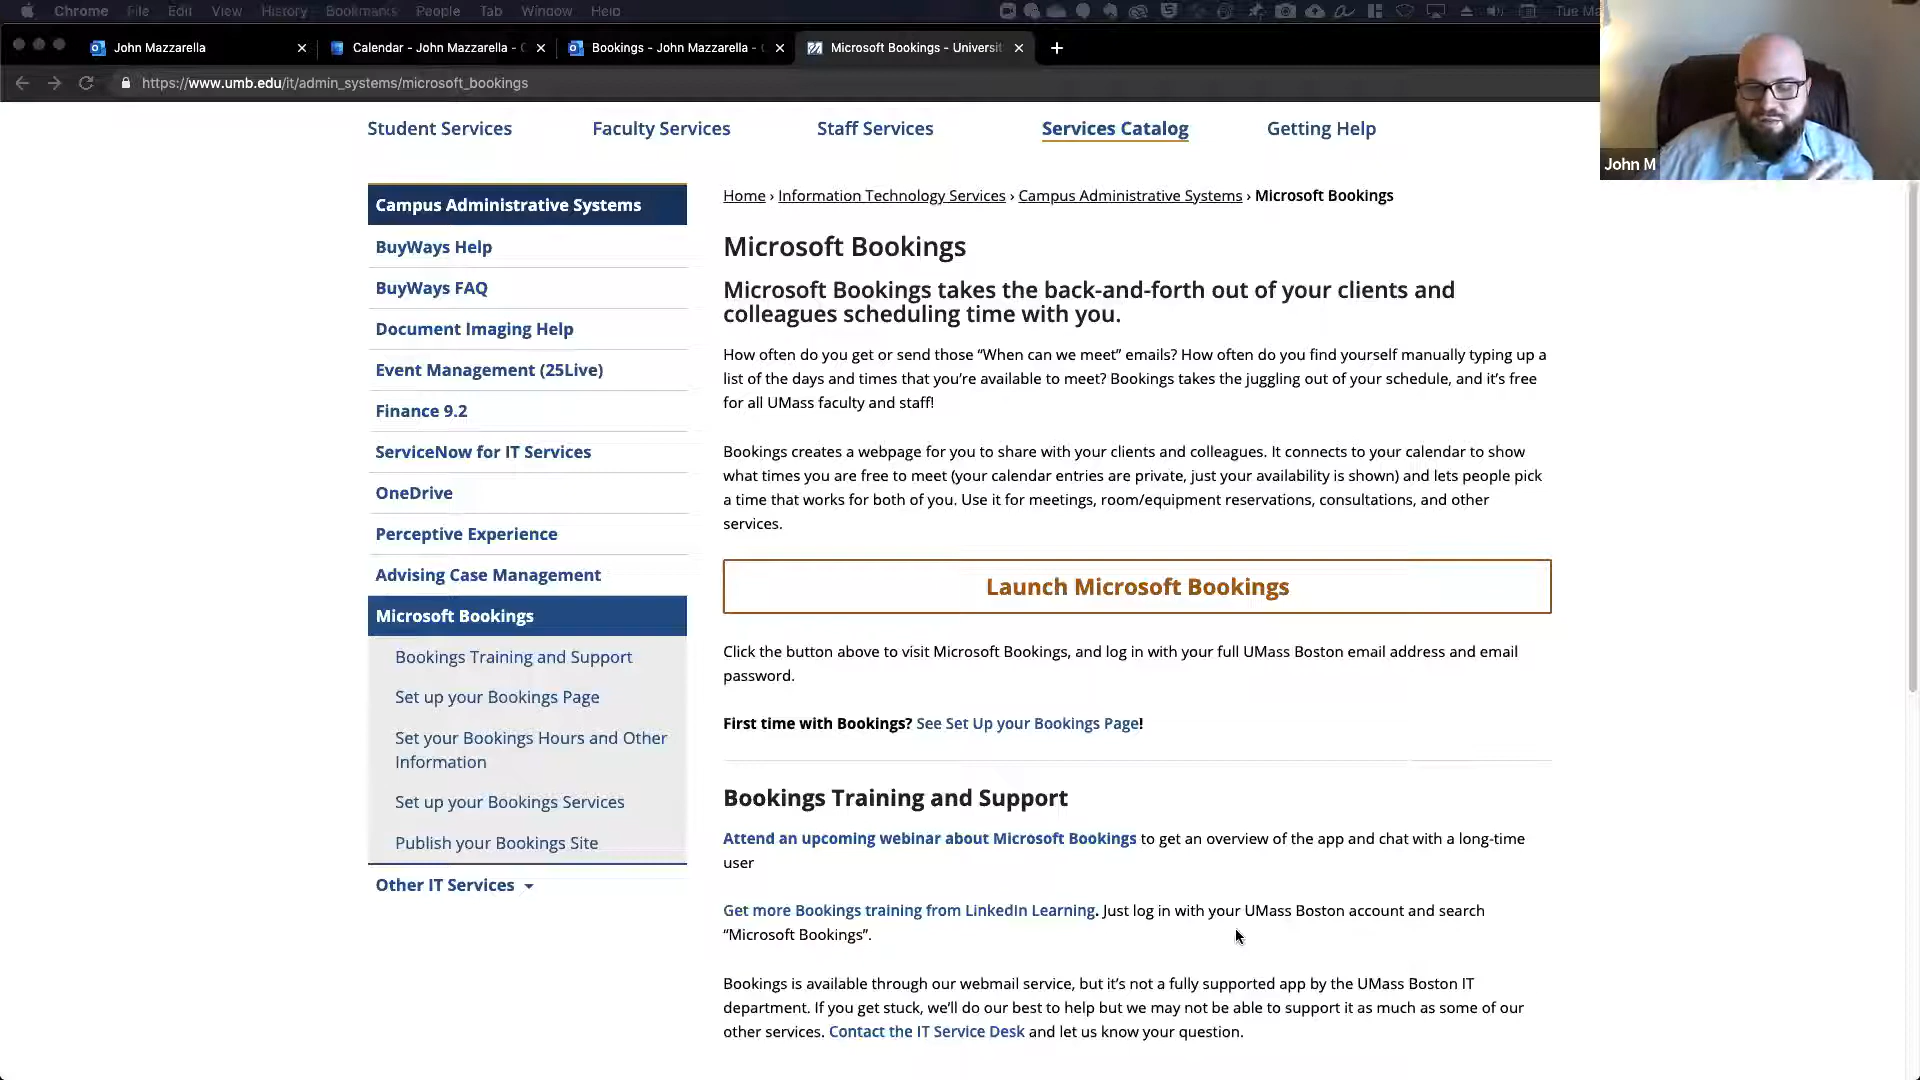 Chrome File Edit View History Bookmarks People Tab Window Help
John Mazzarella
Calendar - John Mazzarella -
Bookings - John Mazzarella -
Microsoft Bookings - Universit
https://www.umb.edu/it/admin_systems/microsoft_bookings
John M
Student Services
Faculty Services
Staff Services
Services Catalog
Getting Help
Campus Administrative Systems
BuyWays Help
BuyWays FAQ
Document Imaging Help
Event Management (25Live)
Finance 9.2
ServiceNow for IT Services
OneDrive
Perceptive Experience
Advising Case Management
Microsoft Bookings
Bookings Training and Support
Set up your Bookings Page
Set your Bookings Hours and Other
Information
Set up your Bookings Services
Publish your Bookings Site
Other IT Services
Home › Information Technology Services › Campus Administrative Systems › Microsoft Bookings
Microsoft Bookings
Microsoft Bookings takes the back-and-forth out of your clients and
colleagues scheduling time with you.
How often do you get or send those “When can we meet” emails? How often do you find yourself manually typing up a
list of the days and times that you’re available to meet? Bookings takes the juggling out of your schedule, and it’s free
for all UMass faculty and staff!
Bookings creates a webpage for you to share with your clients and colleagues. It connects to your calendar to show
what times you are free to meet (your calendar entries are private, just your availability is shown) and lets people pick
a time that works for both of you. Use it for meetings, room/equipment reservations, consultations, and other
services.
Launch Microsoft Bookings
Click the button above to visit Microsoft Bookings, and log in with your full UMass Boston email address and email
password.
First time with Bookings? See Set Up your Bookings Page!
Bookings Training and Support
Attend an upcoming webinar about Microsoft Bookings to get an overview of the app and chat with a long-time
user
Get more Bookings training from LinkedIn Learning. Just log in with your UMass Boston account and search
“Microsoft Bookings”.
Bookings is available through our webmail service, but it’s not a fully supported app by the UMass Boston IT
department. If you get stuck, we’ll do our best to help but we may not be able to support it as much as some of our
other services. Contact the IT Service Desk and let us know your question.